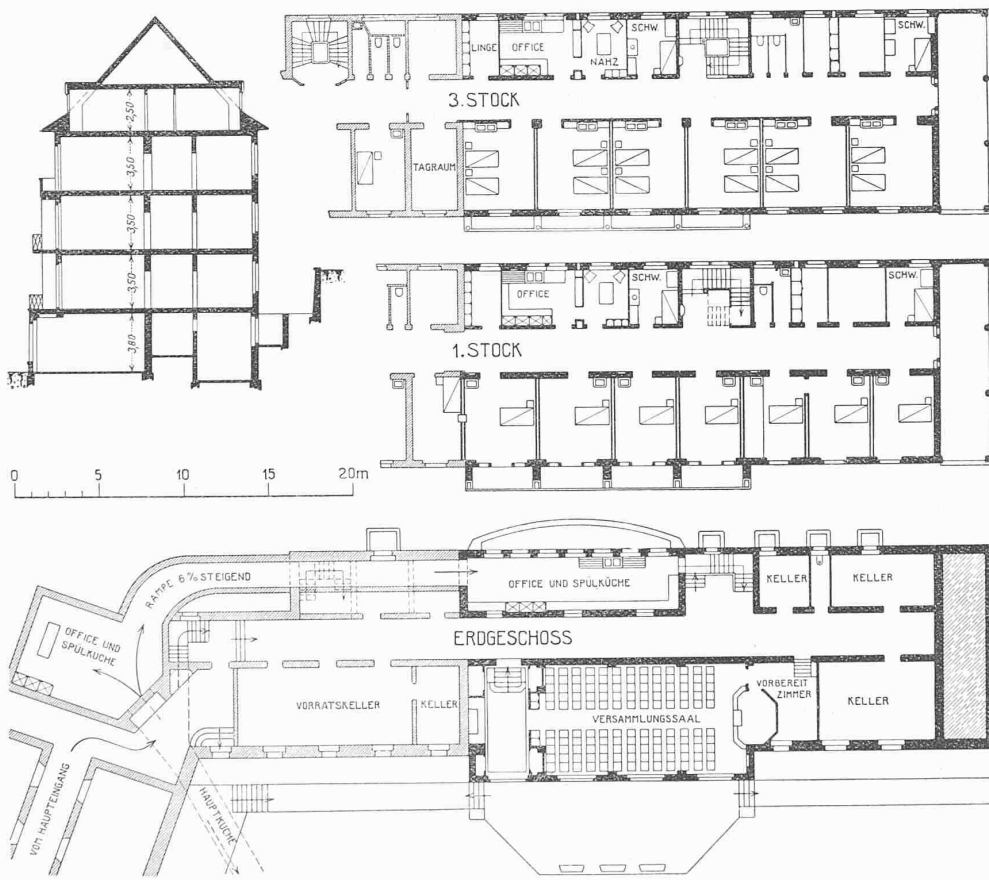 2,50
3,50
3,50
3,50
3,80
LINGE
OFFICE
NÄHZ
SCHW.
SCHW.
3. STOCK
TAGRAUM
OFFICE
SCHW.
SCHW.
1. STOCK
0 5 10 15 20m
RAMPE 6% STEIGEND
OFFICE UND SPÜLKÜCHE
KELLER
KELLER
OFFICE UND
SPÜLKÜCHE
ERDGESCHOSS
VORRATSKELLER
KELLER
VERSAMMLUNGSSAAL
VORBEREIT
ZIMMER
KELLER
VOM HAUPTEINGANG
HAUPTKÜCHE